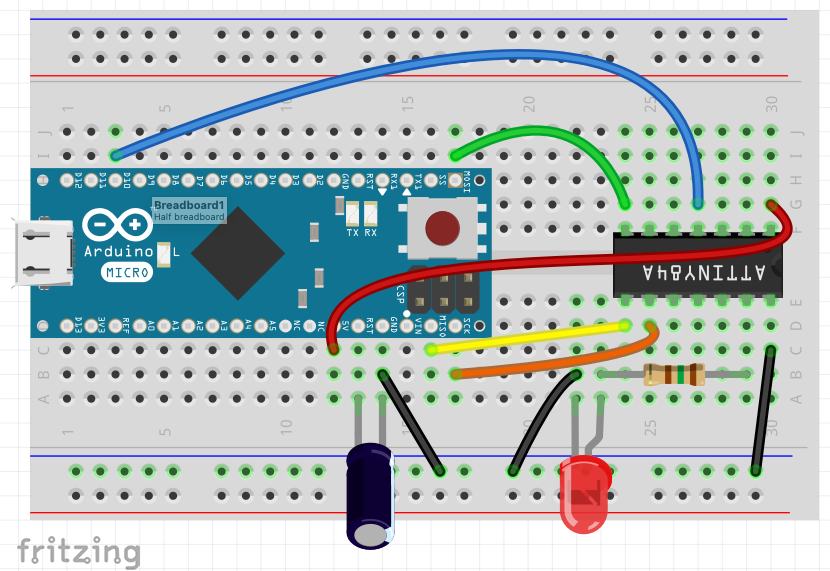 1 5 10 15 20 25 30
J J
I I
D12 D11 D10 D9 D8 D7 D6 D5 D4 D3 D2 GND RST RX1 TX1 SS MOSI
H H
Breadboard1
Half breadboard
G G
Arduino TX RX
MICRO L
F
ATTINY84A
ICSP
E E
D13 3V3 REF A0 A1 A2 A3 A4 A5 NC NC 5V RST GND VIN MISO SCK
D D
C C
B B
A A
1 5 10 15 25 30
fritzing